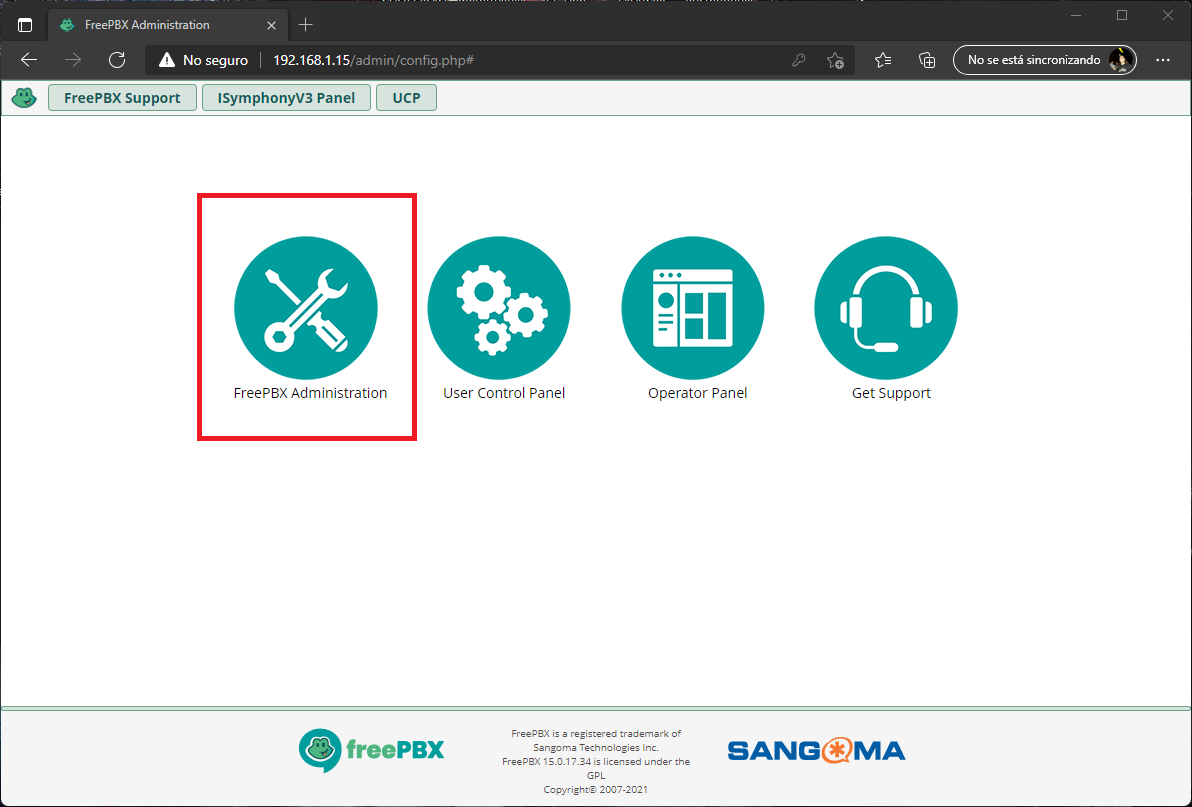 FreePBX Administration
No seguro
192.168.1.15/admin/config.php#
No se está sincronizando
FreePBX Support
ISymphonyV3 Panel
UCP
FreePBX Administration
User Control Panel
Operator Panel
Get Support
freePBX
FreePBX is a registered trademark of
Sangoma Technologies Inc.
FreePBX 15.0.17.34 is licensed under the
GPL
Copyright© 2007-2021
SANGOMA